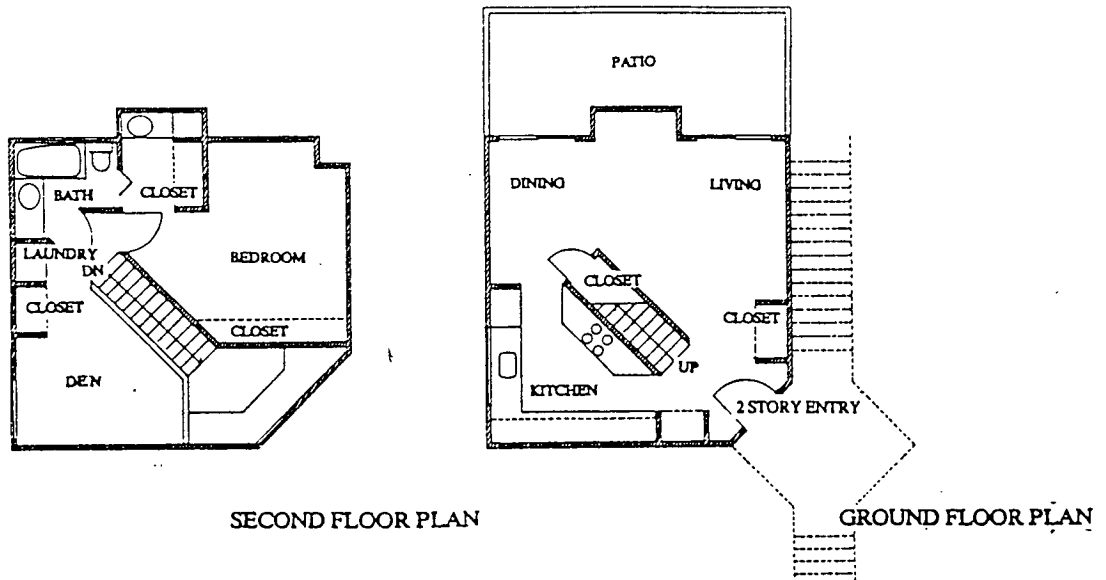 BATH
CLOSET
LAUNDRY
DN
BEDROOM
CLOSET
CLOSET
DEN
SECOND FLOOR PLAN
PATIO
DINING
LIVING
CLOSET
CLOSET
UP
KITCHEN
2 STORY ENTRY
GROUND FLOOR PLAN